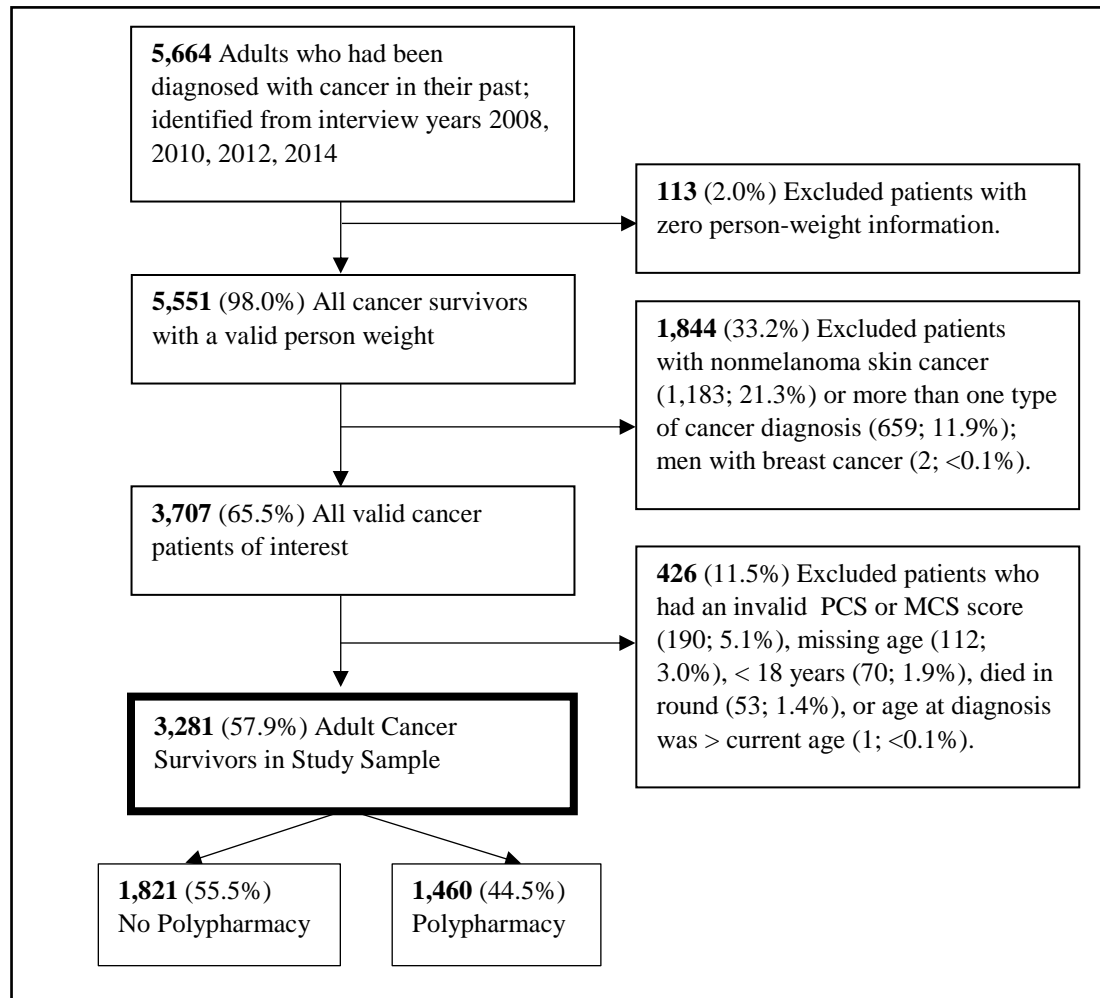 5,664 Adults who had been
diagnosed with cancer in their past;
identified from interview years 2008,
2010, 2012, 2014
113 (2.0%) Excluded patients with
zero person-weight information.
5,551 (98.0%) All cancer survivors
with a valid person weight
1,844 (33.2%) Excluded patients
with nonmelanoma skin cancer
(1,183; 21.3%) or more than one type
of cancer diagnosis (659; 11.9%);
men with breast cancer (2; <0.1%).
3,707 (65.5%) All valid cancer
patients of interest
426 (11.5%) Excluded patients who
had an invalid PCS or MCS score
(190; 5.1%), missing age (112;
3.0%), < 18 years (70; 1.9%), died in
round (53; 1.4%), or age at diagnosis
was > current age (1; <0.1%).
3,281 (57.9%) Adult Cancer
Survivors in Study Sample
1,821 (55.5%)
No Polypharmacy
1,460 (44.5%)
Polypharmacy